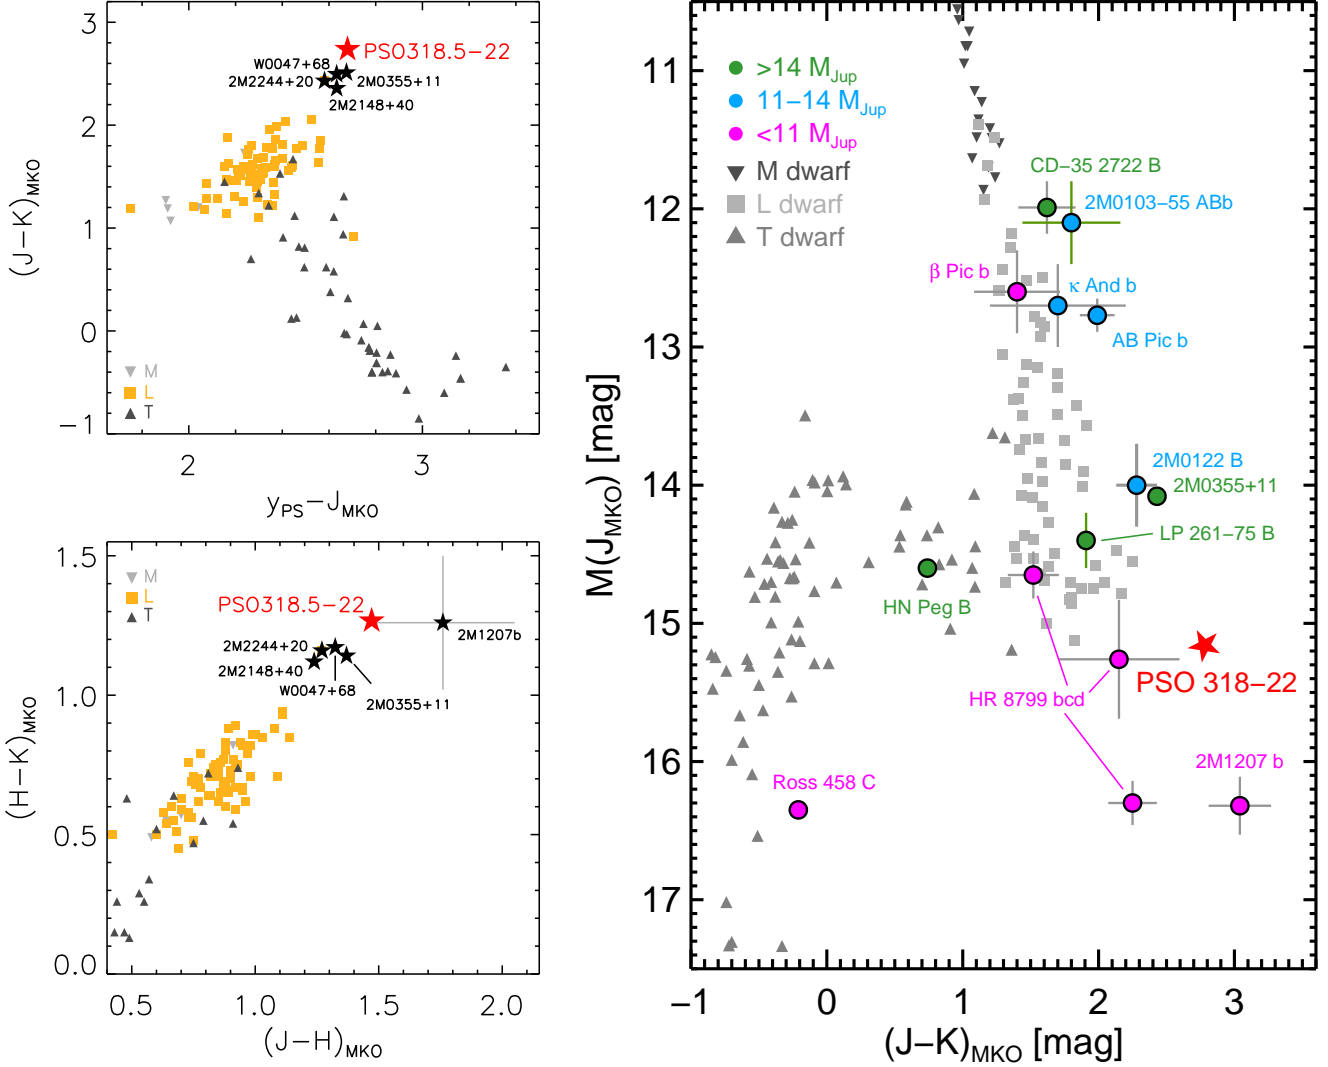 3
2
1
0
−1
(J−K)MKO
PSO318.5−22
W0047+68
2M2244+20
2M0355+11
2M2148+40
M
L
T
2
3
yPS−JMKO
1.5
1.0
0.5
0.0
(H−K)MKO
M
L
T
PSO318.5−22
2M1207b
2M2244+20
2M2148+40
W0047+68
2M0355+11
0.5
1.0
1.5
2.0
(J−H)MKO
11
12
13
14
15
16
17
M(JMKO) [mag]
>14 MJup
11−14 MJup
<11 MJup
M dwarf
L dwarf
T dwarf
CD−35 2722 B
2M0103−55 ABb
β Pic b
κ And b
AB Pic b
2M0122 B
2M0355+11
LP 261−75 B
HN Peg B
HR 8799 bcd
PSO 318−22
Ross 458 C
2M1207 b
−1
0
1
2
3
(J−K)MKO [mag]